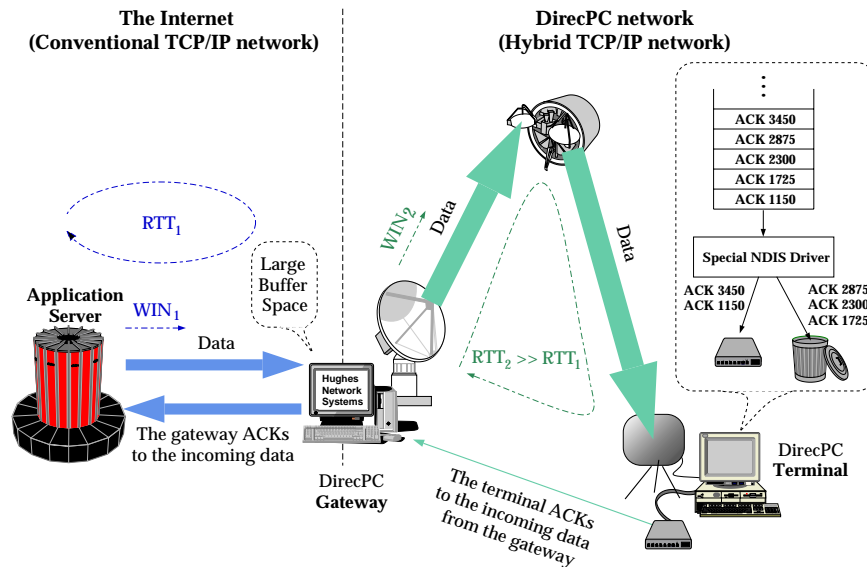 The Internet
(Conventional TCP/IP network)
DirecPC network
(Hybrid TCP/IP network)
RTT1
WIN1
Application
Server
Data
The gateway ACKs
to the incoming data
Large
Buffer
Space
Hughes
Network
Systems
DirecPC
Gateway
WIN2
Data
Data
RTT2 >> RTT1
The terminal ACKs
to the incoming data
from the gateway
ACK 3450
ACK 2875
ACK 2300
ACK 1725
ACK 1150
Special NDIS Driver
ACK 3450
ACK 1150
ACK 2875
ACK 2300
ACK 1725
DirecPC
Terminal